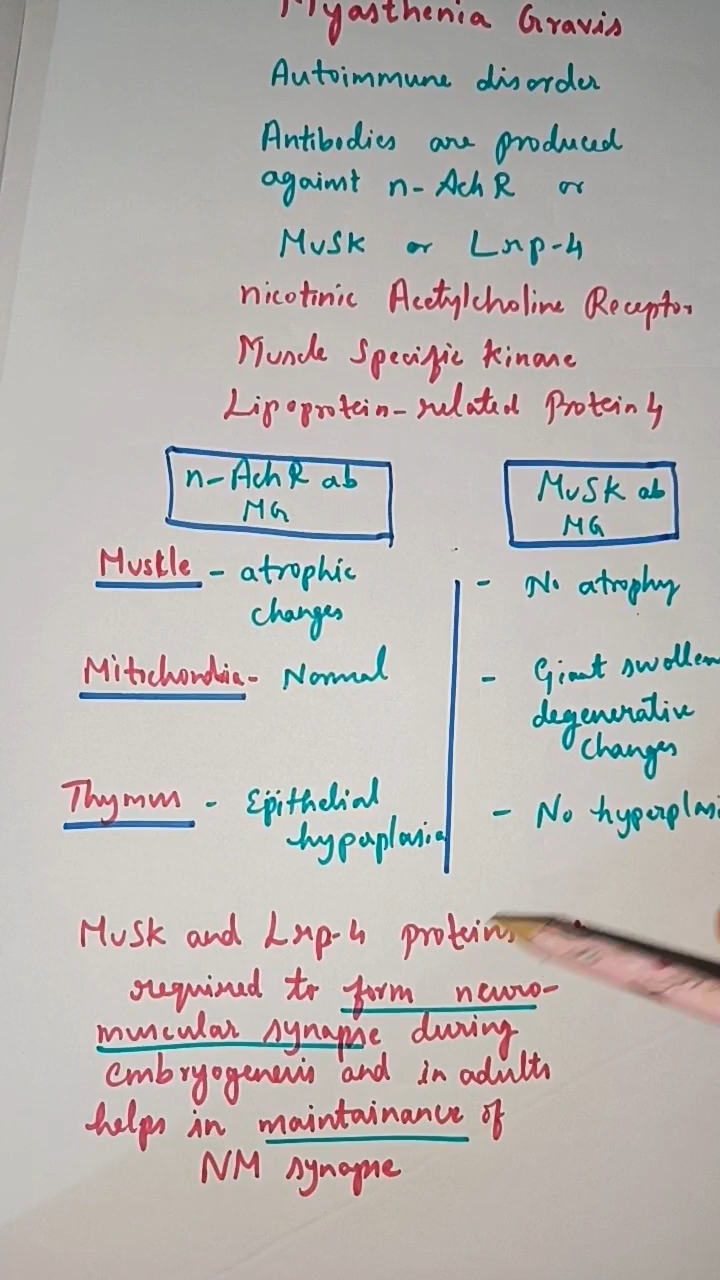 Myasthenia Gravis
Autoimmune disorder
Antibodies are produced
against n-AchR or
MuSK or Lrp-4
nicotinic Acetylcholine Receptor
Muscle Specific Kinase
Lipoprotein-related Protein 4
n-AchR ab
MG
MuSK ab
MG
Muscle - atrophic
changes
- No atrophy
Mitochondria - Normal
- Giant swollen
degenerative
changes
Thymus - Epithelial
hyperplasia
- No hyperplasi
MuSK and Lrp-4 proteins
required to form neuro-
muscular synapse during
embryogenesis and in adults
helps in maintainance of
NM synapse